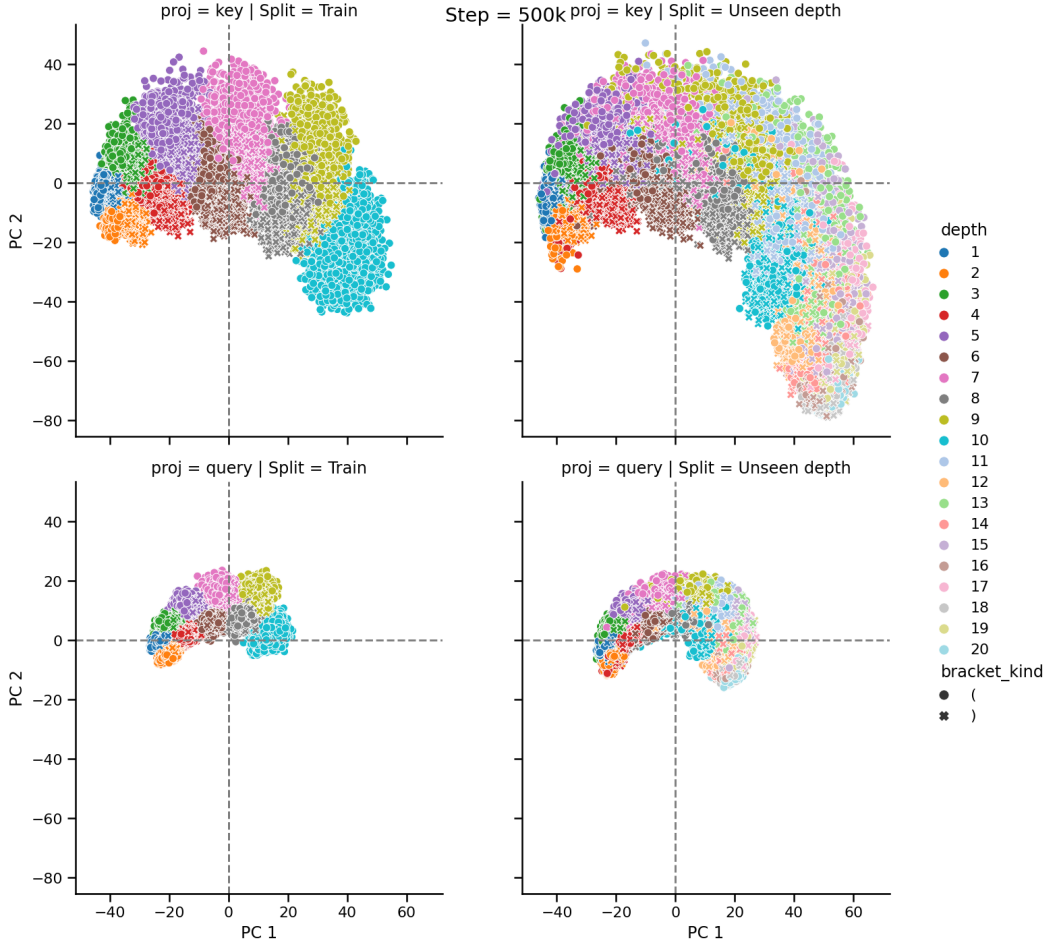 Step = 500k
proj = key | Split = Train
proj = key | Split = Unseen depth
PC 2
40
20
0
−20
−40
−60
−80
proj = query | Split = Train
proj = query | Split = Unseen depth
PC 2
40
20
0
−20
−40
−60
−80
−40 −20 0 20 40 60
PC 1
−40 −20 0 20 40 60
PC 1
depth
1
2
3
4
5
6
7
8
9
10
11
12
13
14
15
16
17
18
19
20
bracket_kind
(
)